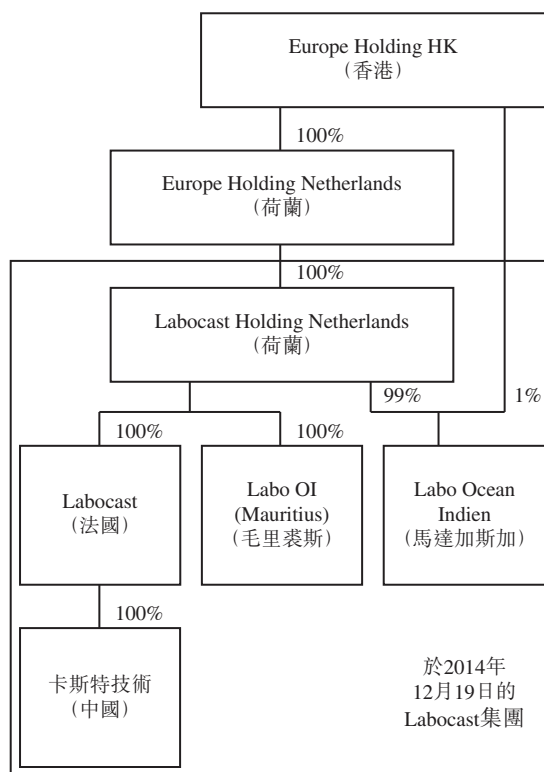 Europe Holding HK
（香港）
100%
Europe Holding Netherlands
（荷蘭）
100%
Labocast Holding Netherlands
（荷蘭）
99%
1%
100%
100%
Labocast
（法國）
Labo OI
(Mauritius)
（毛里裘斯）
Labo Ocean
Indien
（馬達加斯加）
100%
卡斯特技術
（中國）
於2014年
12月19日的
Labocast集團